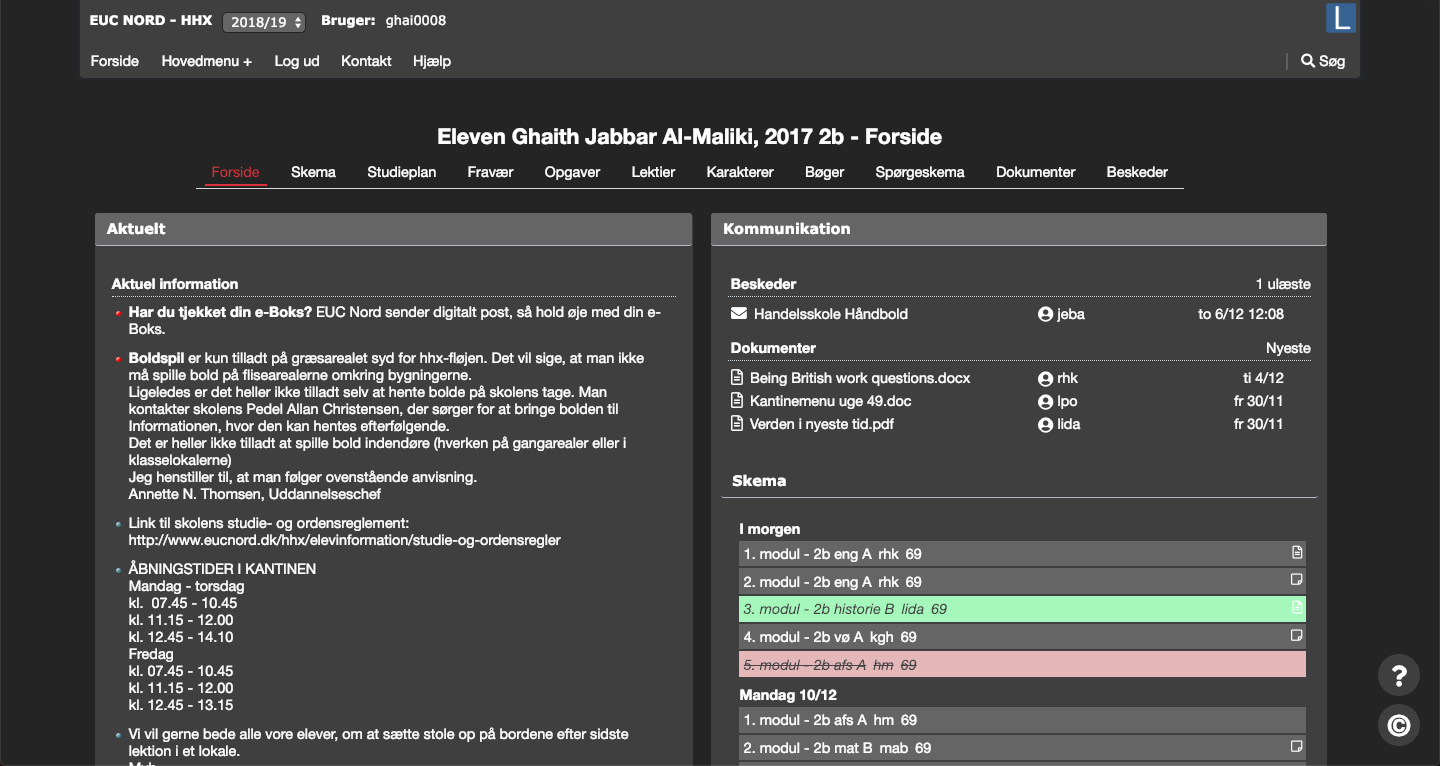 EUC NORD - HHX 2018/19 Bruger: ghai0008 L
Forside Hovedmenu + Log ud Kontakt Hjælp Søg
Eleven Ghaith Jabbar Al-Maliki, 2017 2b - Forside
Forside Skema Studieplan Fravær Opgaver Lektier Karakterer Bøger Spørgeskema Dokumenter Beskeder
Aktuelt
Aktuel information
Har du tjekket din e-Boks? EUC Nord sender digitalt post, så hold øje med din e-
Boks.
Boldspil er kun tilladt på græsarealet syd for hhx-fløjen. Det vil sige, at man ikke
må spille bold på flisearealerne omkring bygningerne.
Ligeledes er det heller ikke tilladt selv at hente bolde på skolens tage. Man
kontakter skolens Pedel Allan Christensen, der sørger for at bringe bolden til
Informationen, hvor den kan hentes efterfølgende.
Det er heller ikke tilladt at spille bold indendøre (hverken på gangarealer eller i
klasselokalerne)
Jeg henstiller til, at man følger ovenstående anvisning.
Annette N. Thomsen, Uddannelseschef
Link til skolens studie- og ordensreglement:
http://www.eucnord.dk/hhx/elevinformation/studie-og-ordensregler
ÅBNINGSTIDER I KANTINEN
Mandag - torsdag
kl. 07.45 - 10.45
kl. 11.15 - 12.00
kl. 12.45 - 14.10
Fredag
kl. 07.45 - 10.45
kl. 11.15 - 12.00
kl. 12.45 - 13.15
Vi vil gerne bede alle vore elever, om at sætte stole op på bordene efter sidste
lektion i et lokale.
Kommunikation
Beskeder 1 ulæste
Handelsskole Håndbold jeba to 6/12 12:08
Dokumenter Nyeste
Being British work questions.docx rhk ti 4/12
Kantinemenu uge 49.doc lpo fr 30/11
Verden i nyeste tid.pdf lida fr 30/11
Skema
I morgen
1. modul - 2b eng A rhk 69
2. modul - 2b eng A rhk 69
3. modul - 2b historie B lida 69
4. modul - 2b vø A kgh 69
5. modul - 2b afs A hm 69
Mandag 10/12
1. modul - 2b afs A hm 69
2. modul - 2b mat B mab 69
?
©